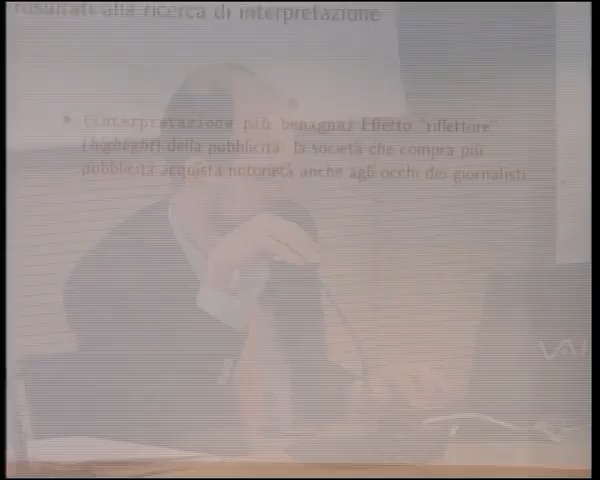 risultati alla ricerca di interpretazione
(interpretazione più benigna) Effetto "riflettore"
(highlight) della pubblicità: la società che compra più
pubblicità acquista notorietà anche agli occhi dei giornalisti
VAI